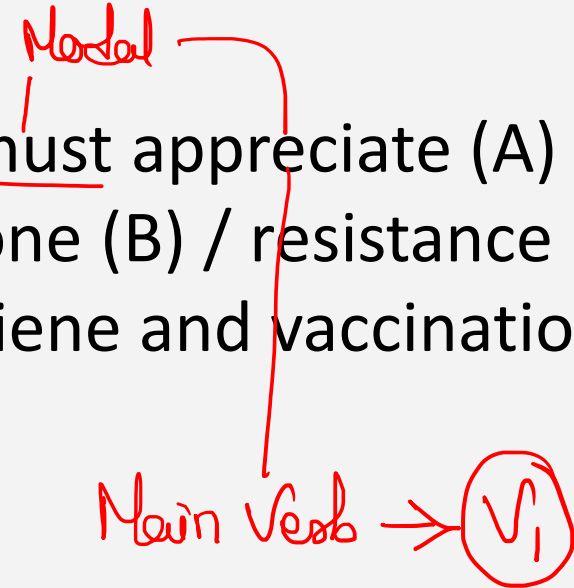 Modal
must appreciate (A)
one (B) / resistance
iene and vaccinatio
Main Verb → V₁